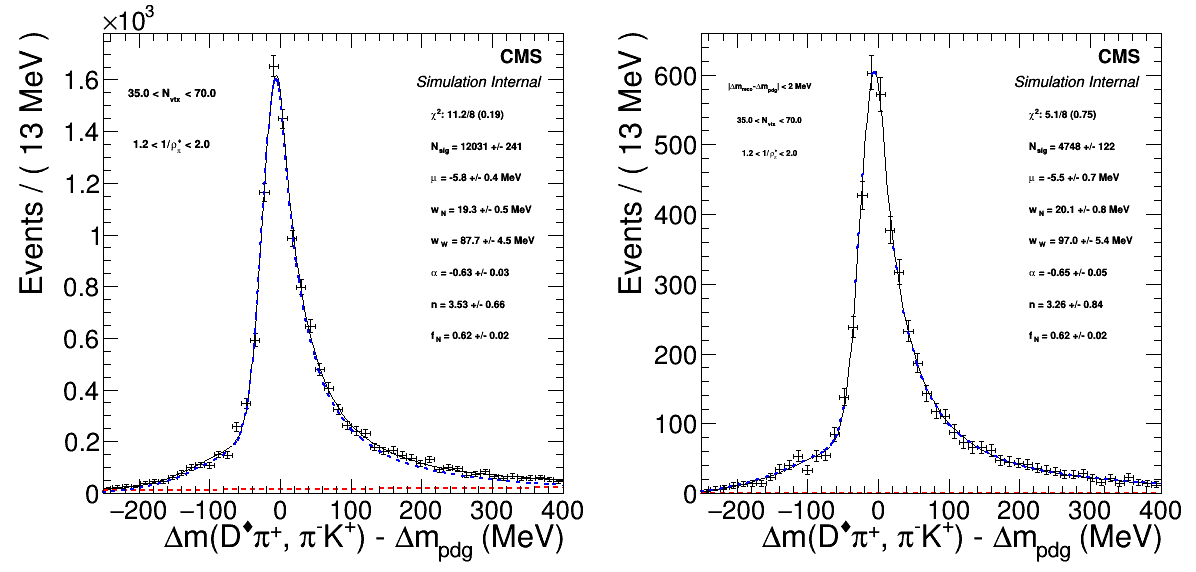 ×10³
CMS
Simulation Internal
35.0 < N_vtx < 70.0
1.2 < 1/ρ*_π < 2.0
χ²: 11.2/8 (0.19)
N_sig = 12031 +/- 241
μ = -5.8 +/- 0.4 MeV
w_N = 19.3 +/- 0.5 MeV
w_W = 87.7 +/- 4.5 MeV
α = -0.63 +/- 0.03
n = 3.53 +/- 0.66
f_N = 0.62 +/- 0.02
Events / ( 13 MeV )
1.6
1.4
1.2
1
0.8
0.6
0.4
0.2
0
−200 −100 0 100 200 300 400
Δm(D♦π⁺, π⁻K⁺) - Δm_pdg (MeV)
CMS
Simulation Internal
|Δm_reco-Δm_pdg| < 2 MeV
35.0 < N_vtx < 70.0
1.2 < 1/ρ*_π < 2.0
χ²: 5.1/8 (0.75)
N_sig = 4748 +/- 122
μ = -5.5 +/- 0.7 MeV
w_N = 20.1 +/- 0.8 MeV
w_W = 97.0 +/- 5.4 MeV
α = -0.65 +/- 0.05
n = 3.26 +/- 0.84
f_N = 0.62 +/- 0.02
Events / ( 13 MeV )
600
500
400
300
200
100
0
−200 −100 0 100 200 300 400
Δm(D♦π⁺, π⁻K⁺) - Δm_pdg (MeV)